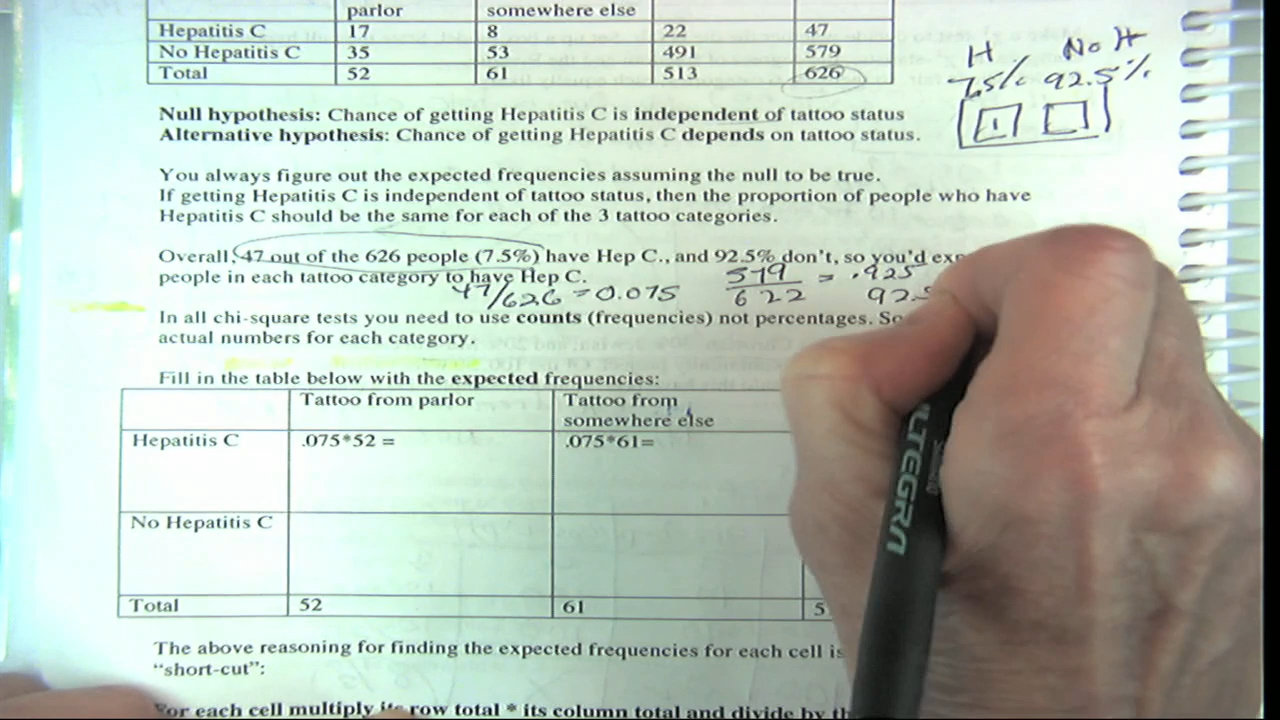 parlor somewhere else
Hepatitis C 17 8 22 47
No Hepatitis C 35 53 491 579
Total 52 61 513 626
H No H
7.5% 92.5%
1
Null hypothesis: Chance of getting Hepatitis C is independent of tattoo status
Alternative hypothesis: Chance of getting Hepatitis C depends on tattoo status.
You always figure out the expected frequencies assuming the null to be true.
If getting Hepatitis C is independent of tattoo status, then the proportion of people who have
Hepatitis C should be the same for each of the 3 tattoo categories.
Overall, 47 out of the 626 people (7.5%) have Hep C., and 92.5% don't, so you'd
people in each tattoo category to have Hep C.
47/626 = 0.075
579 = .925
622 92.5
In all chi-square tests you need to use counts (frequencies) not percentages. So
actual numbers for each category.
Fill in the table below with the expected frequencies:
Tattoo from parlor Tattoo from
somewhere else
Hepatitis C .075*52 = .075*61=
No Hepatitis C
Total 52 61 5
The above reasoning for finding the expected frequencies for each cell is
"short-cut":
For each cell multiply its row total * its column total and divide by
ULTEGRA